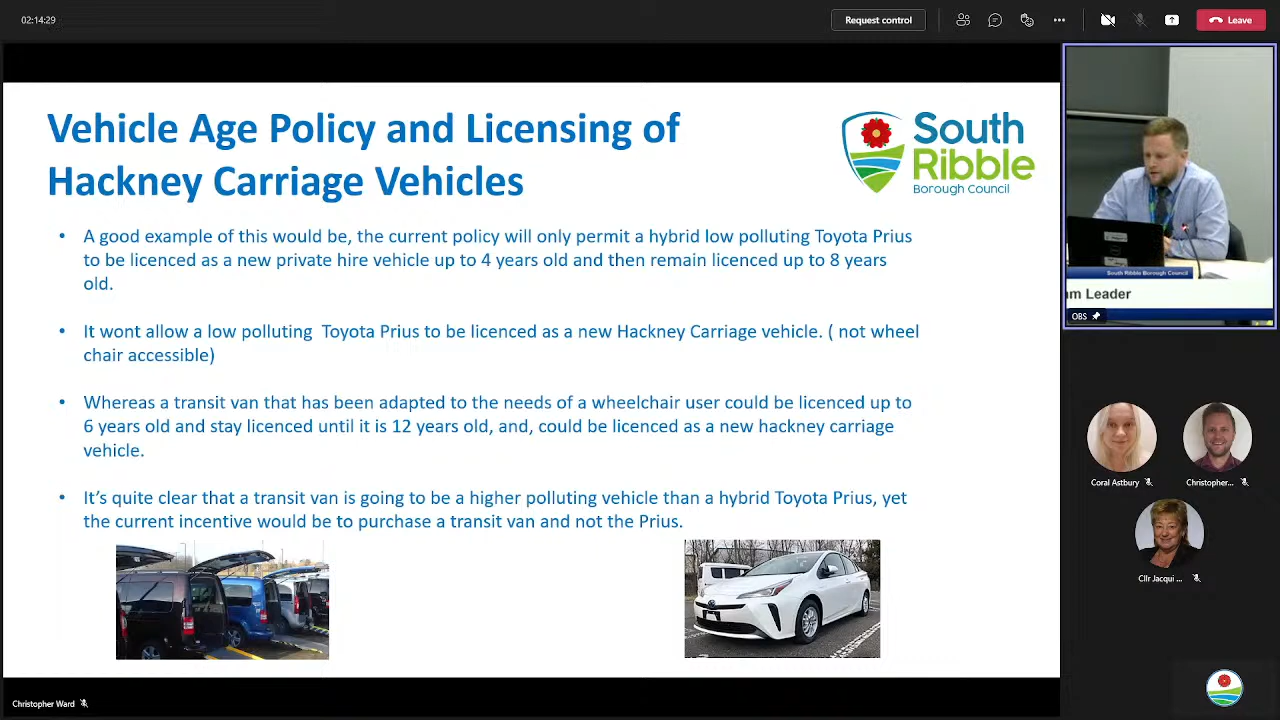 02:14:29
Request control
Leave
Vehicle Age Policy and Licensing of
Hackney Carriage Vehicles
South
Ribble
Borough Council
• A good example of this would be, the current policy will only permit a hybrid low polluting Toyota Prius
to be licenced as a new private hire vehicle up to 4 years old and then remain licenced up to 8 years
old.
• It wont allow a low polluting Toyota Prius to be licenced as a new Hackney Carriage vehicle. ( not wheel
chair accessible)
• Whereas a transit van that has been adapted to the needs of a wheelchair user could be licenced up to
6 years old and stay licenced until it is 12 years old, and, could be licenced as a new hackney carriage
vehicle.
• It’s quite clear that a transit van is going to be a higher polluting vehicle than a hybrid Toyota Prius, yet
the current incentive would be to purchase a transit van and not the Prius.
South Ribble Borough Council
am Leader
OBS
Coral Astbury
Christopher...
Cllr Jacqui ...
Christopher Ward